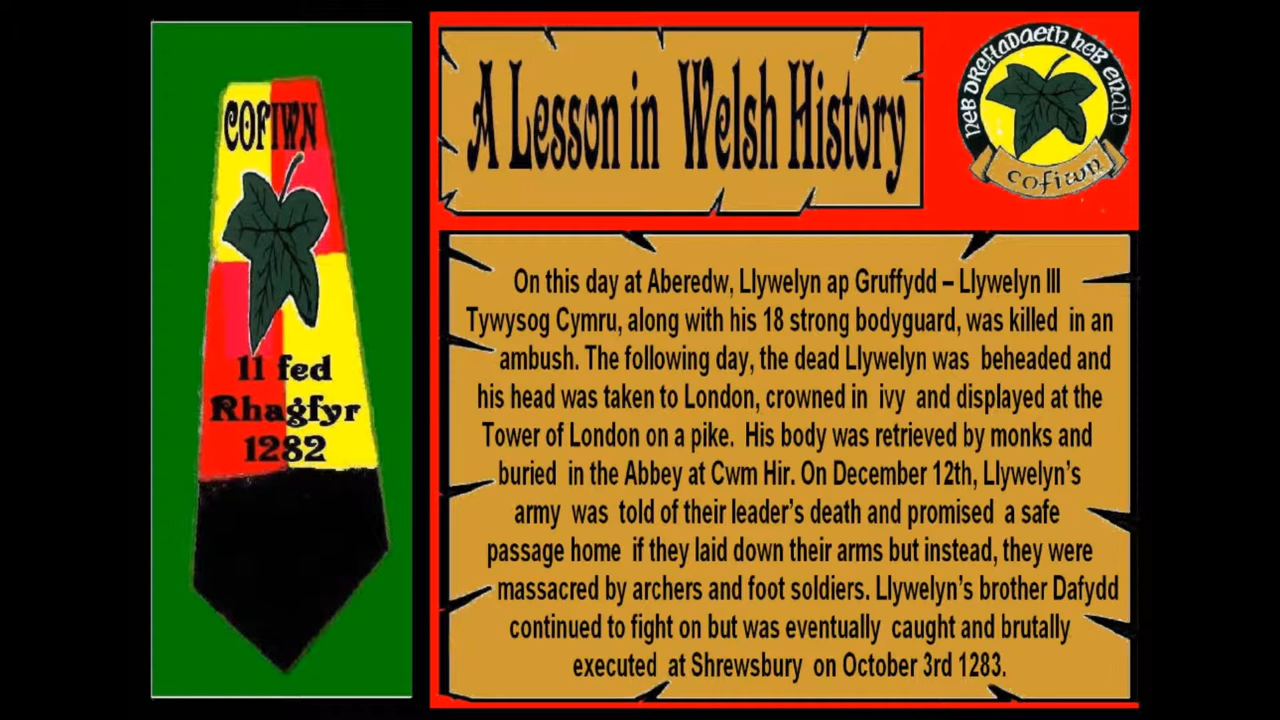 COFIWN
11 fed
Rhagfyr
1282
A Lesson in Welsh History
HEB DREFTADAETH HEB ENAID
cofiwn
On this day at Aberedw, Llywelyn ap Gruffydd – Llywelyn III
Tywysog Cymru, along with his 18 strong bodyguard, was killed in an
ambush. The following day, the dead Llywelyn was beheaded and
his head was taken to London, crowned in ivy and displayed at the
Tower of London on a pike. His body was retrieved by monks and
buried in the Abbey at Cwm Hir. On December 12th, Llywelyn's
army was told of their leader's death and promised a safe
passage home if they laid down their arms but instead, they were
massacred by archers and foot soldiers. Llywelyn's brother Dafydd
continued to fight on but was eventually caught and brutally
executed at Shrewsbury on October 3rd 1283.